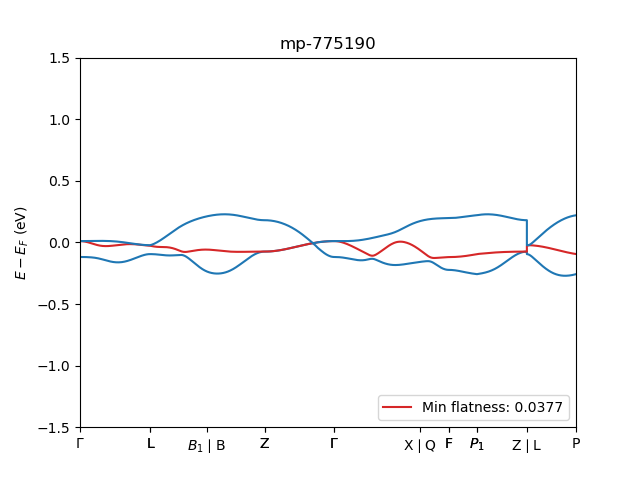 mp-775190
1.5
1.0
0.5
0.0
−0.5
−1.0
−1.5
E − E_F (eV)
Min flatness: 0.0377
Γ L B₁ | B Z Γ X | Q F P₁ Z | L P